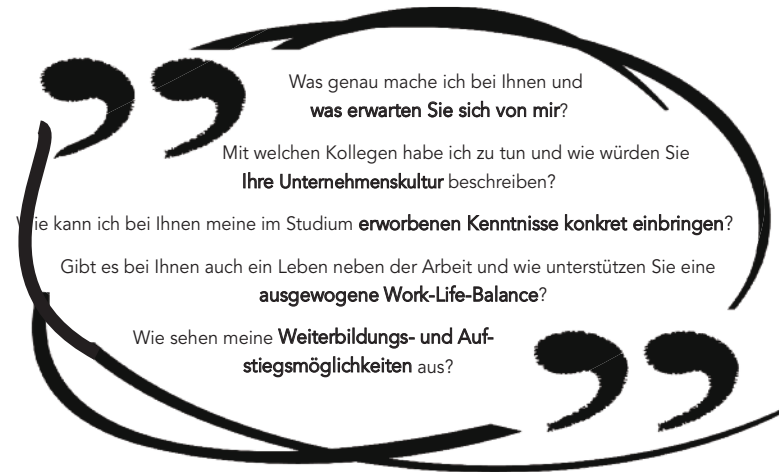 Was genau mache ich bei Ihnen und
was erwarten Sie sich von mir?
Mit welchen Kollegen habe ich zu tun und wie würden Sie
Ihre Unternehmenskultur beschreiben?
Wie kann ich bei Ihnen meine im Studium erworbenen Kenntnisse konkret einbringen?
Gibt es bei Ihnen auch ein Leben neben der Arbeit und wie unterstützen Sie eine
ausgewogene Work-Life-Balance?
Wie sehen meine Weiterbildungs- und Auf-
stiegsmöglichkeiten aus?